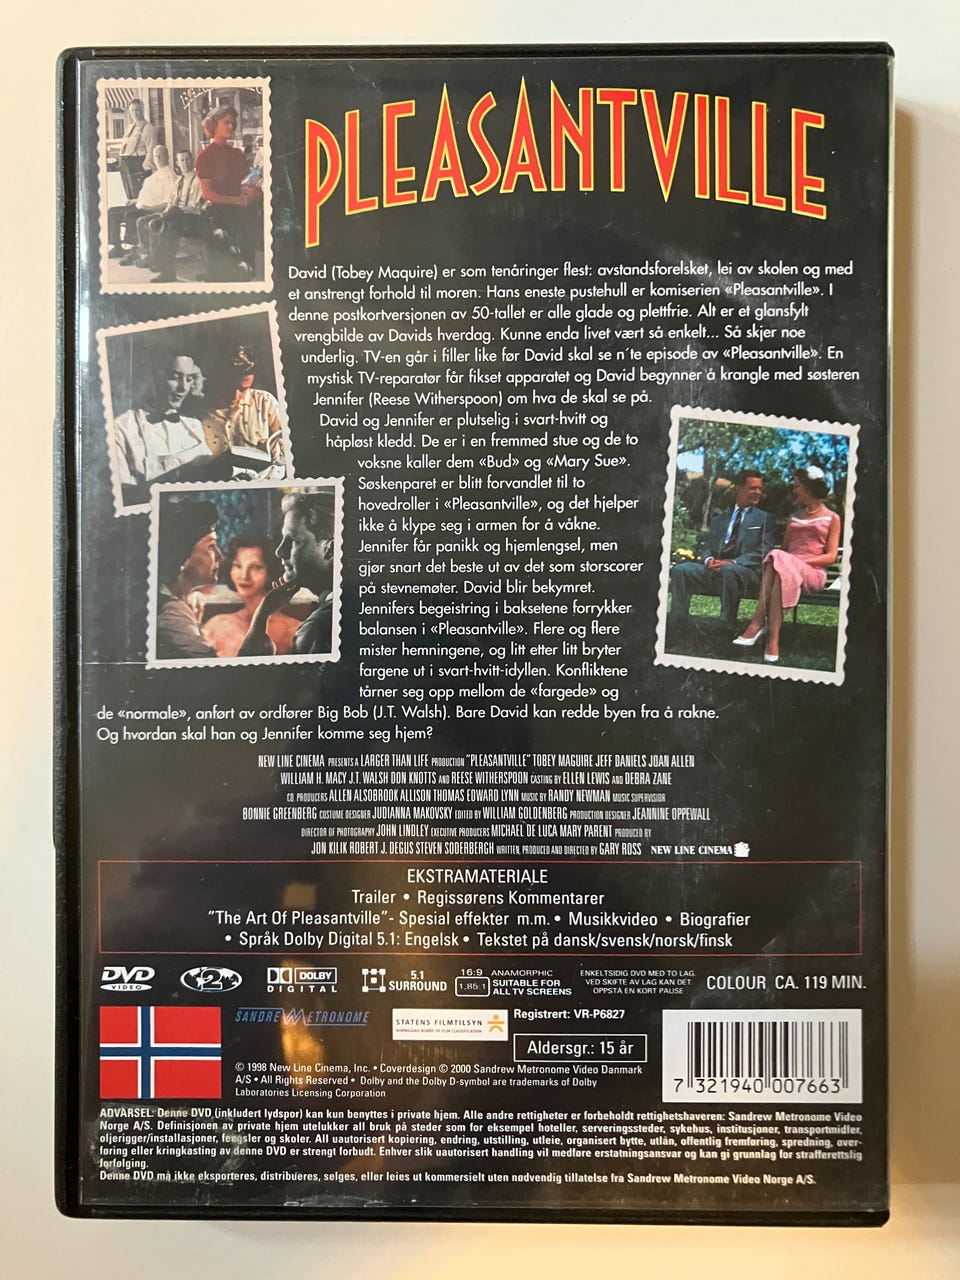 PLEASANTVILLE
David (Tobey Maquire) er som tenåringer flest: avstandsforelsket, lei av skolen og med
et anstrengt forhold til moren. Hans eneste pustehull er komiserien «Pleasantville». I
denne postkortversjonen av 50-tallet er alle glade og plettfrie. Alt er et glansfylt
vrengbilde av Davids hverdag. Kunne enda livet vært så enkelt... Så skjer noe
underlig. TV-en går i filler like før David skal se n´te episode av «Pleasantville». En
mystisk TV-reparatør får fikset apparatet og David begynner å krangle med søsteren
Jennifer (Reese Witherspoon) om hva de skal se på.
David og Jennifer er plutselig i svart-hvitt og
håpløst kledd. De er i en fremmed stue og de to
voksne kaller dem «Bud» og «Mary Sue».
Søskenparet er blitt forvandlet til to
hovedroller i «Pleasantville», og det hjelper
ikke å klype seg i armen for å våkne.
Jennifer får panikk og hjemlengsel, men
gjør snart det beste ut av det som storscorer
på stevnemøter. David blir bekymret.
Jennifers begeistring i baksetene forrykker
balansen i «Pleasantville». Flere og flere
mister hemningene, og litt etter litt bryter
fargene ut i svart-hvitt-idyllen. Konfliktene
tårner seg opp mellom de «fargede» og
de «normale», anført av ordfører Big Bob (J.T. Walsh). Bare David kan redde byen fra å rakne.
Og hvordan skal han og Jennifer komme seg hjem?
NEW LINE CINEMA PRESENTS A LARGER THAN LIFE PRODUCTION "PLEASANTVILLE" TOBEY MAGUIRE JEFF DANIELS JOAN ALLEN
WILLIAM H. MACY J.T. WALSH DON KNOTTS AND REESE WITHERSPOON CASTING BY ELLEN LEWIS AND DEBRA ZANE
CO. PRODUCERS ALLEN ALSOBROOK ALLISON THOMAS EDWARD LYNN MUSIC BY RANDY NEWMAN MUSIC SUPERVISIOR
BONNIE GREENBERG COSTUME DESIGNER JUDIANNA MAKOVSKY EDITED BY WILLIAM GOLDENBERG PRODUCTION DESIGNER JEANNINE OPPEWALL
DIRECTOR OF PHOTOGRAPHY JOHN LINDLEY EXECUTIVE PRODUCERS MICHAEL DE LUCA MARY PARENT PRODUCED BY
JON KILIK ROBERT J. DEGUS STEVEN SODERBERGH WRITTEN, PRODUCED AND DIRECTED BY GARY ROSS NEW LINE CINEMA
EKSTRAMATERIALE
Trailer • Regissørens Kommentarer
"The Art Of Pleasantville"- Spesial effekter m.m. • Musikkvideo • Biografier
• Språk Dolby Digital 5.1: Engelsk • Tekstet på dansk/svensk/norsk/finsk
DVD VIDEO
2
DOLBY DIGITAL
5.1 SURROUND
16:9 1,85:1
ANAMORPHIC
SUITABLE FOR
ALL TV SCREENS
ENKELTSIDIG DVD MED TO LAG.
VED SKIFTE AV LAG KAN DET
OPPSTA EN KORT PAUSE
COLOUR CA. 119 MIN.
SANDREW METRONOME
STATENS FILMTILSYN
NORWEGIAN BOARD OF FILM CLASSIFICATION
Registrert: VR-P6827
Aldersgr.: 15 år
© 1998 New Line Cinema, Inc. • Coverdesign © 2000 Sandrew Metronome Video Danmark
A/S • All Rights Reserved • Dolby and the Dolby D-symbol are trademarks of Dolby
Laboratories Licensing Corporation
7 321940 007663
ADVARSEL: Denne DVD (inkludert lydspor) kan kun benyttes i private hjem. Alle andre rettigheter er forbeholdt rettighetshaveren: Sandrew Metronome Video
Norge A/S. Definisjonen av private hjem utelukker all bruk på steder som for eksempel hoteller, serveringssteder, sykehus, institusjoner, transportmidler,
oljerigger/installasjoner, fengsler og skoler. All uautorisert kopiering, endring, utstilling, utleie, organisert bytte, utlån, offentlig fremføring, spredning, over-
føring eller kringkasting av denne DVD er strengt forbudt. Enhver slik uautorisert handling vil medføre erstatningsansvar og kan gi grunnlag for strafferettslig
forfølging.
Denne DVD må ikke eksporteres, distribueres, selges, eller leies ut kommersielt uten nødvendig tillatelse fra Sandrew Metronome Video Norge A/S.